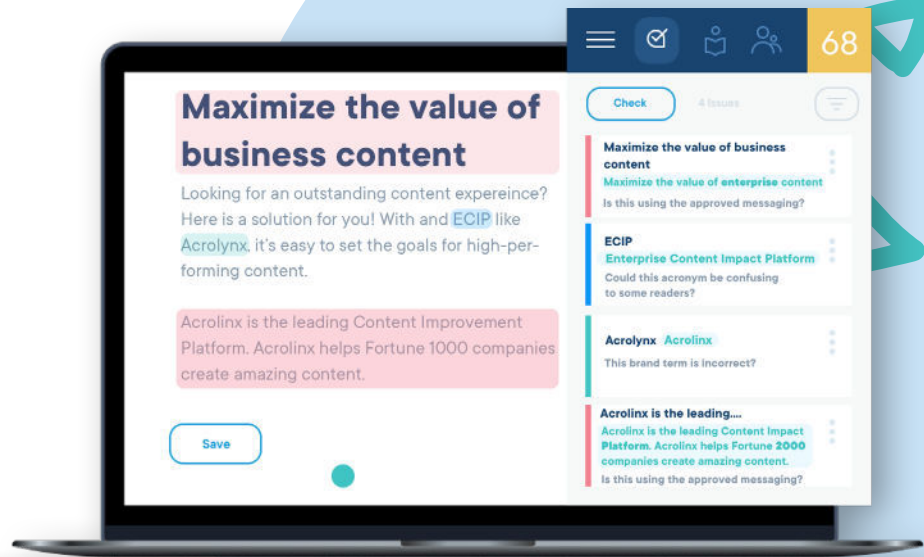 68
Maximize the value of
business content
Looking for an outstanding content expereince?
Here is a solution for you! With and ECIP like
Acrolynx, it's easy to set the goals for high-per-
forming content.
Acrolinx is the leading Content Improvement
Platform. Acrolinx helps Fortune 1000 companies
create amazing content.
Save
Check 4 Issues
Maximize the value of business
content
Maximize the value of enterprise content
Is this using the approved messaging?
ECIP
Enterprise Content Impact Platform
Could this acronym be confusing
to some readers?
Acrolynx Acrolinx
This brand term is incorrect?
Acrolinx is the leading....
Acrolinx is the leading Content Impact
Platform. Acrolinx helps Fortune 2000
companies create amazing content.
Is this using the approved messaging?